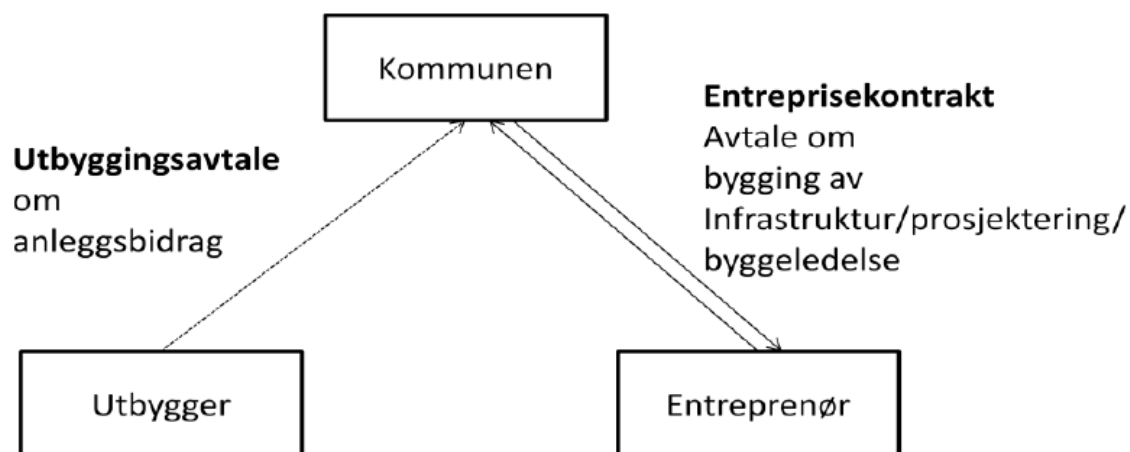 Kommunen
Utbyggingsavtale
om
anleggsbidrag
Entreprisekontrakt
Avtale om
bygging av
Infrastruktur/prosjektering/
byggeledelse
Utbygger
Entreprenør